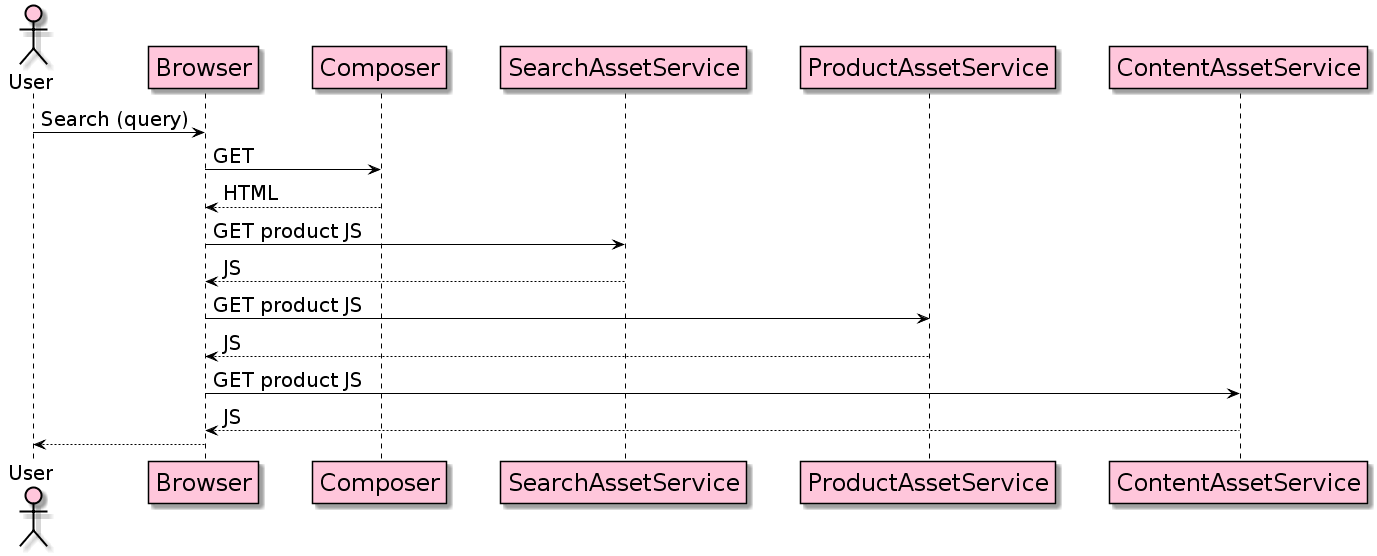 User
Browser
Composer
SearchAssetService
ProductAssetService
ContentAssetService
Search (query)
GET
HTML
GET product JS
JS
GET product JS
JS
GET product JS
JS
User
Browser
Composer
SearchAssetService
ProductAssetService
ContentAssetService